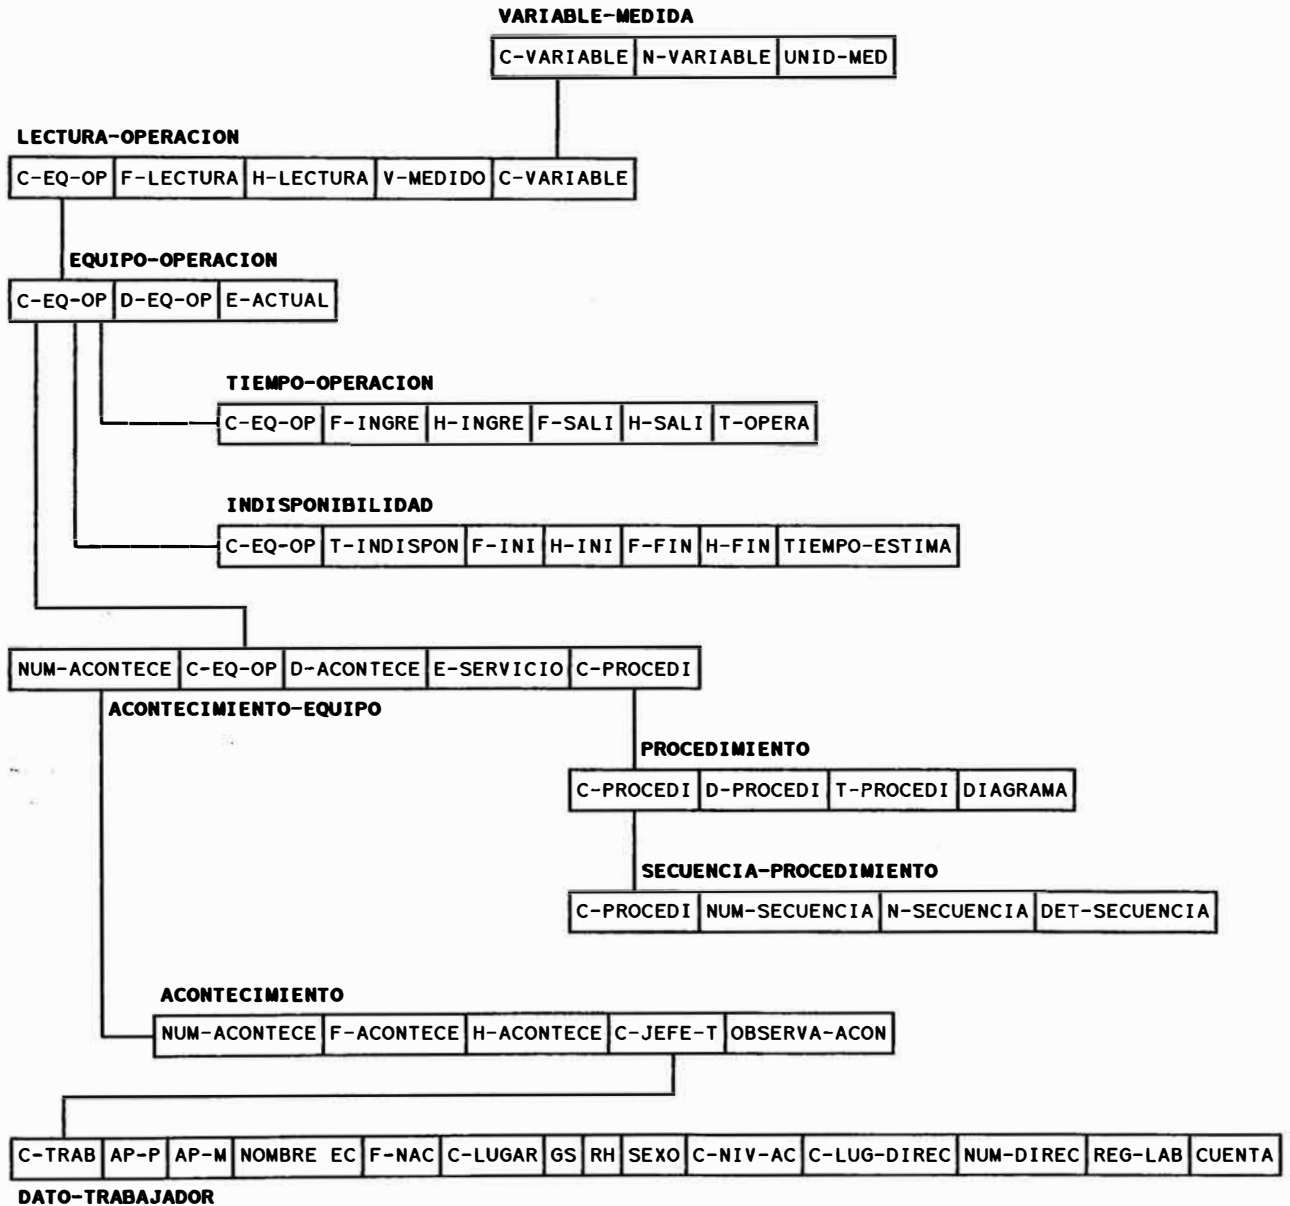 VARIABLE-MEDIDA
C-VARIABLE N-VARIABLE UNID-MED
LECTURA-OPERACION
C-EQ-OP F-LECTURA H-LECTURA V-MEDIDO C-VARIABLE
EQUIPO-OPERACION
C-EQ-OP D-EQ-OP E-ACTUAL
TIEMPO-OPERACION
C-EQ-OP F-INGRE H-INGRE F-SALI H-SALI T-OPERA
INDISPONIBILIDAD
C-EQ-OP T-INDISPON F-INI H-INI F-FIN H-FIN TIEMPO-ESTIMA
NUM-ACONTECE C-EQ-OP D-ACONTECE E-SERVICIO C-PROCEDI
ACONTECIMIENTO-EQUIPO
PROCEDIMIENTO
C-PROCEDI D-PROCEDI T-PROCEDI DIAGRAMA
SECUENCIA-PROCEDIMIENTO
C-PROCEDI NUM-SECUENCIA N-SECUENCIA DET-SECUENCIA
ACONTECIMIENTO
NUM-ACONTECE F-ACONTECE H-ACONTECE C-JEFE-T OBSERVA-ACON
C-TRAB AP-P AP-M NOMBRE EC F-NAC C-LUGAR GS RH SEXO C-NIV-AC C-LUG-DIREC NUM-DIREC REG-LAB CUENTA
DATO-TRABAJADOR